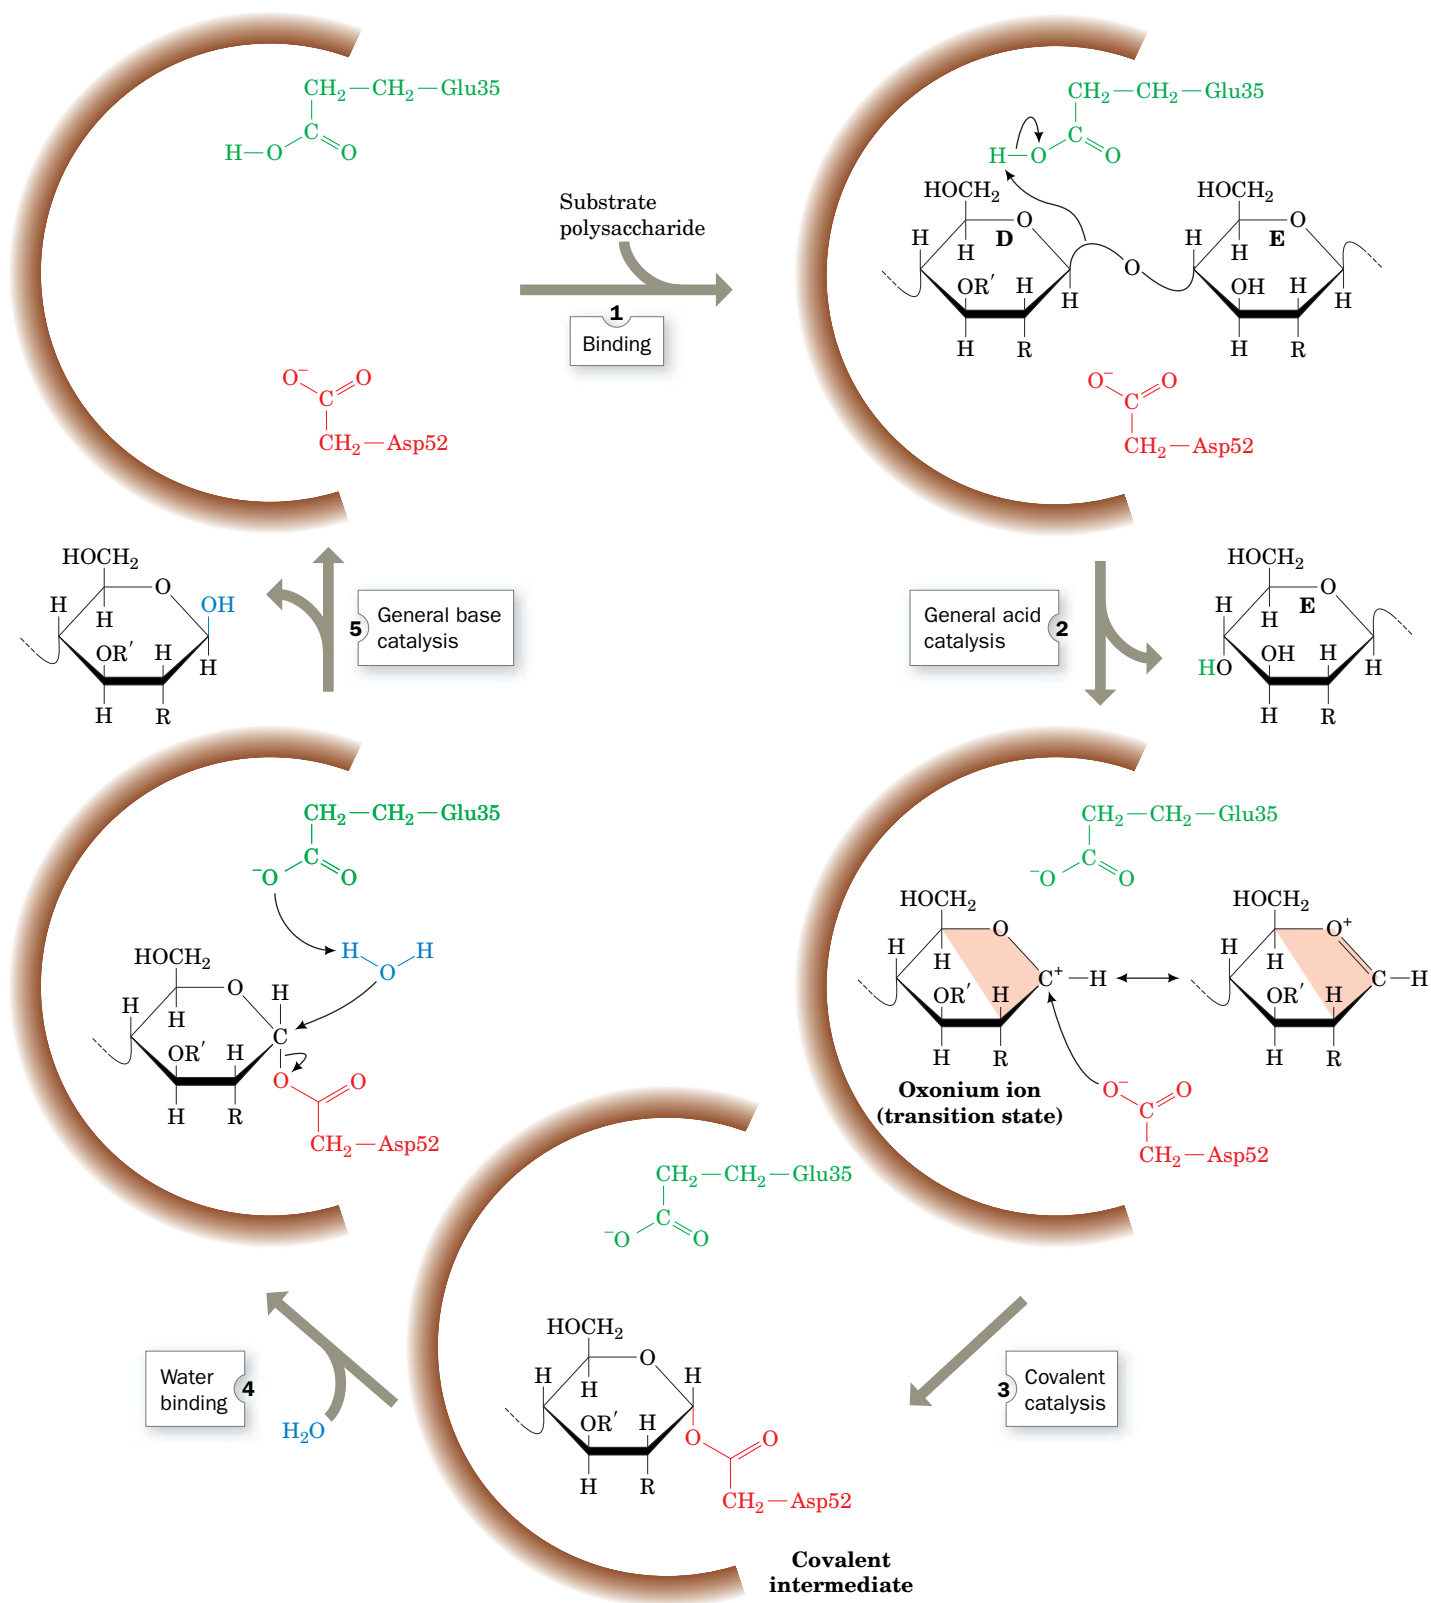 CH₂—CH₂—Glu35
C
H—O
O
O⁻
O
C
CH₂—Asp52
Substrate
polysaccharide
1
Binding
CH₂—CH₂—Glu35
C
H—O
O
HOCH₂
O
H
H
D
OR′
H
H
H
R
O
HOCH₂
O
H
H
E
OH
H
H
H
R
O⁻
O
C
CH₂—Asp52
General acid
catalysis
2
HOCH₂
O
H
H
E
OH
H
HO
H
H
R
CH₂—CH₂—Glu35
C
⁻O
O
HOCH₂
O
H
H
C⁺—H
OR′
H
H
R
HOCH₂
O⁺
H
H
C—H
OR′
H
H
R
Oxonium ion
(transition state)
O⁻
O
C
CH₂—Asp52
3
Covalent
catalysis
CH₂—CH₂—Glu35
C
⁻O
O
HOCH₂
O
H
H
H
OR′
H
O
O
H
R
CH₂—Asp52
Covalent
intermediate
Water
binding
4
H₂O
CH₂—CH₂—Glu35
C
⁻O
O
H
H
O
HOCH₂
O
H
H
H
C
OR′
H
O
O
H
R
CH₂—Asp52
5
General base
catalysis
HOCH₂
O
H
H
OH
OR′
H
H
H
R